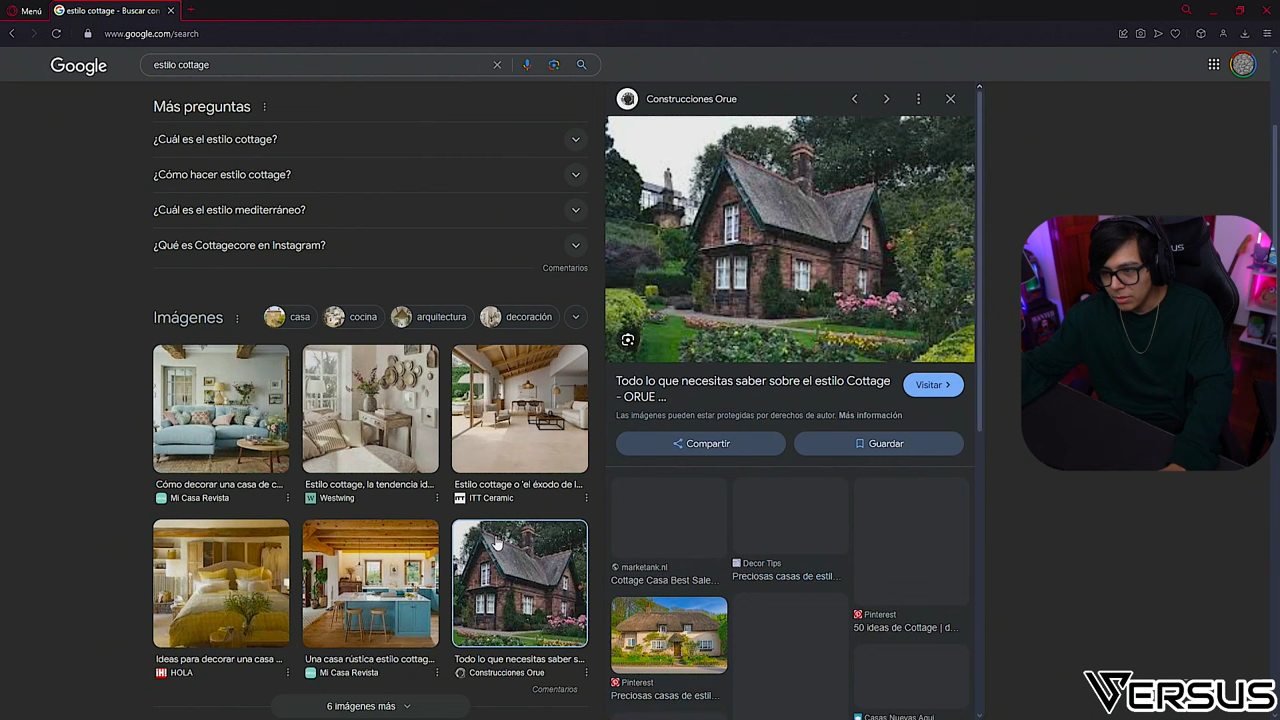 Menú
estilo cottage - Buscar con
www.google.com/search
Google
estilo cottage
Más preguntas
¿Cuál es el estilo cottage?
¿Cómo hacer estilo cottage?
¿Cuál es el estilo mediterráneo?
¿Qué es Cottagecore en Instagram?
Comentarios
Imágenes
casa
cocina
arquitectura
decoración
Cómo decorar una casa de c...
Mi Casa Revista
Estilo cottage, la tendencia id...
W Westwing
Estilo cottage o 'el éxodo de l...
ITT Ceramic
Ideas para decorar una casa ...
H! HOLA
Una casa rústica estilo cottag...
Mi Casa Revista
Todo lo que necesitas saber s...
Construcciones Orue
Comentarios
6 imágenes más
Construcciones Orue
Todo lo que necesitas saber sobre el estilo Cottage
- ORUE ...
Visitar
Las imágenes pueden estar protegidas por derechos de autor. Más información
Compartir
Guardar
marketank.nl
Cottage Casa Best Sale...
Decor Tips
Preciosas casas de estil...
Pinterest
50 ideas de Cottage | d...
Pinterest
Preciosas casas de estil...
Casas Nuevas Aquí
VERSUS